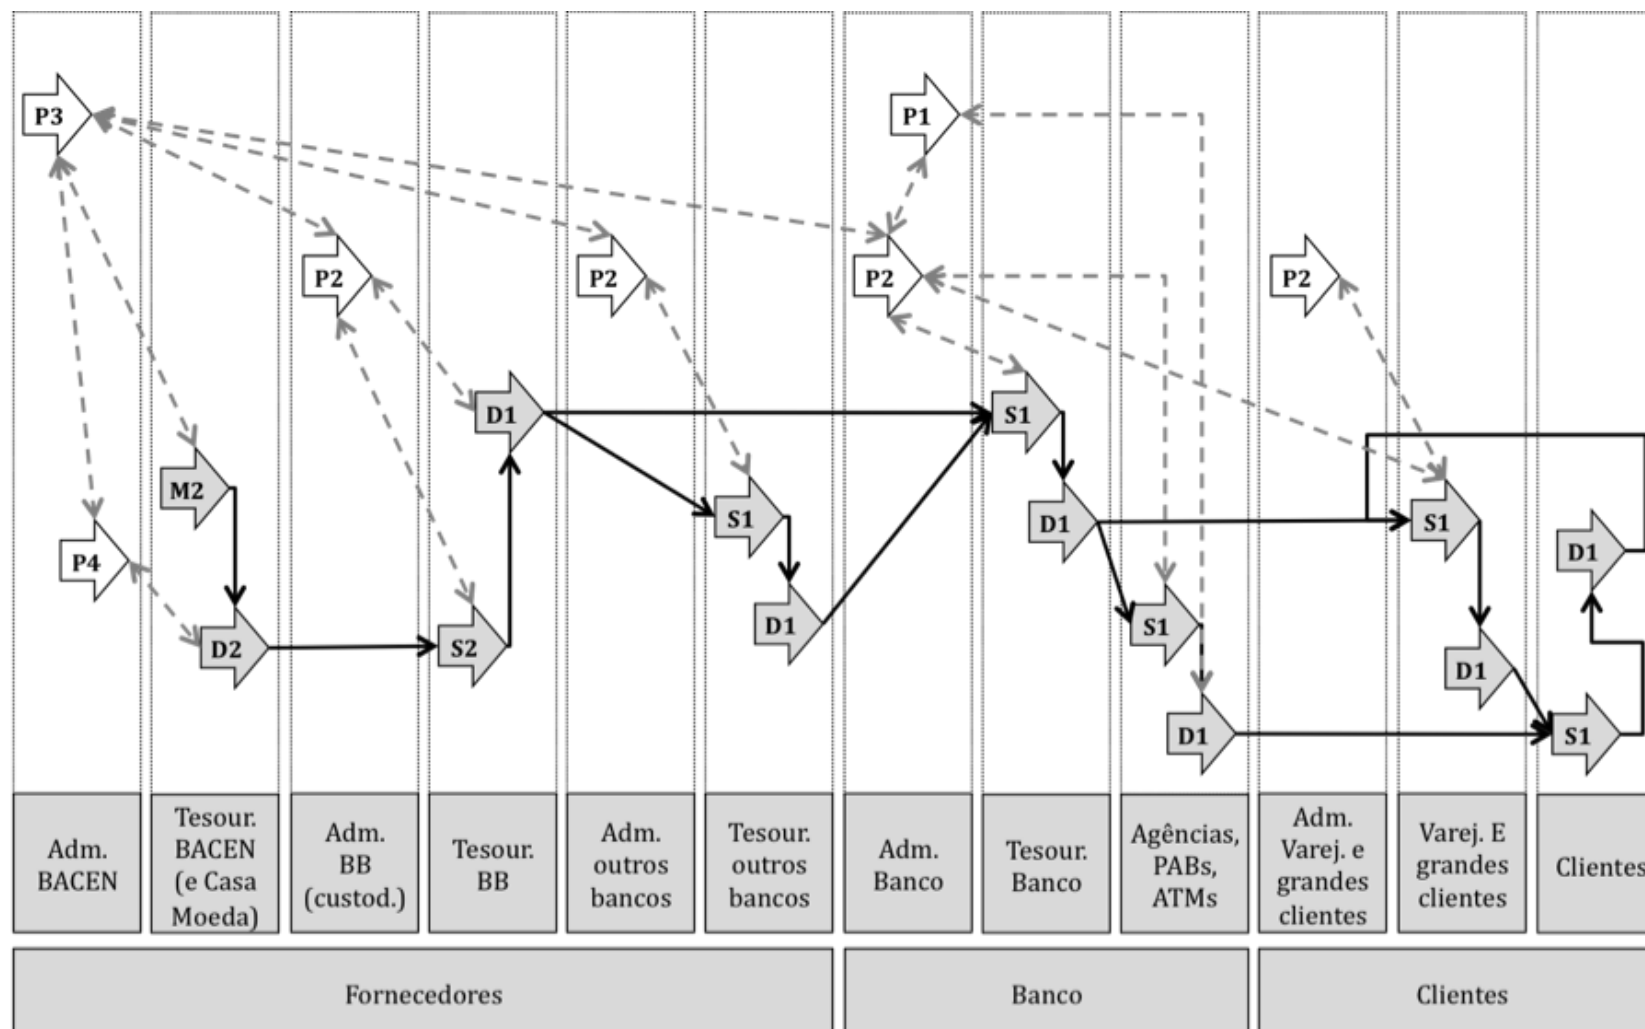 P3
P1
P2
P2
P2
P2
D1
S1
M2
S1
D1
S1
P4
D1
D2
S2
D1
S1
D1
D1
S1
Adm.
BACEN
Tesour.
BACEN
(e Casa
Moeda)
Adm.
BB
(custod.)
Tesour.
BB
Adm.
outros
bancos
Tesour.
outros
bancos
Adm.
Banco
Tesour.
Banco
Agências,
PABs,
ATMs
Adm.
Varej. e
grandes
clientes
Varej. E
grandes
clientes
Clientes
Fornecedores
Banco
Clientes